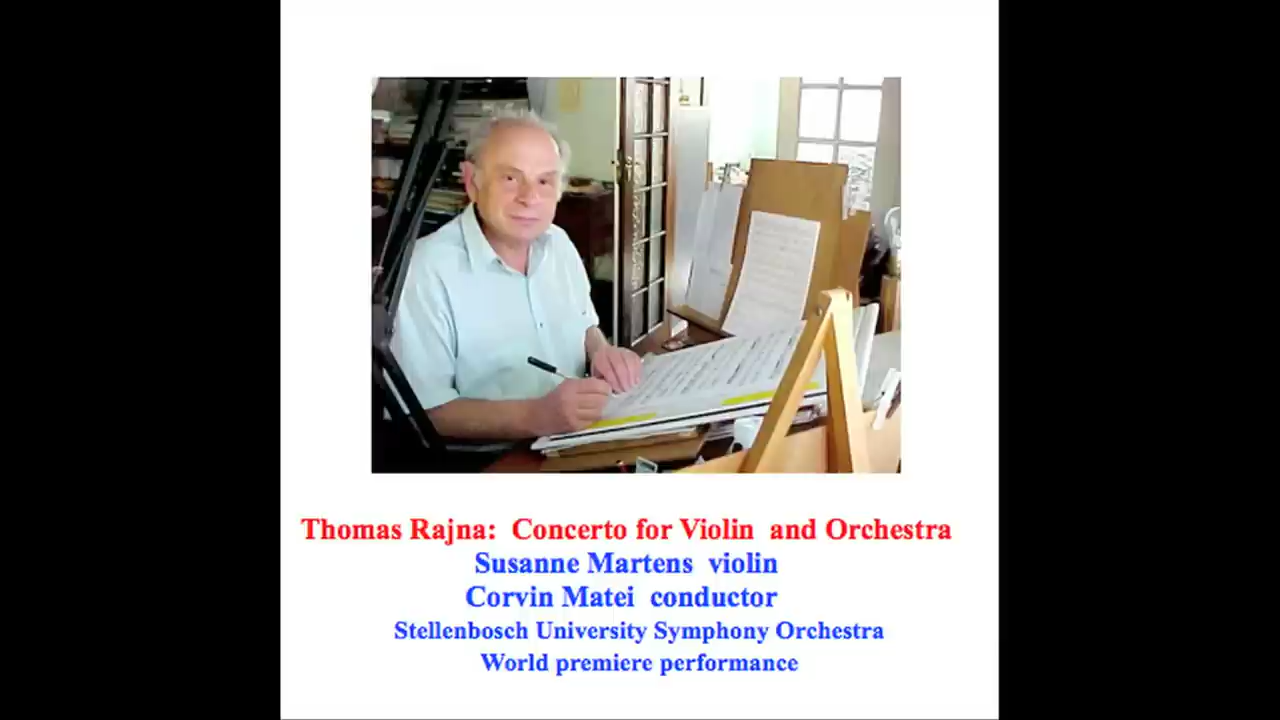 Thomas Rajna:  Concerto for Violin  and Orchestra
Susanne Martens  violin
Corvin Matei  conductor
Stellenbosch University Symphony Orchestra
World premiere performance